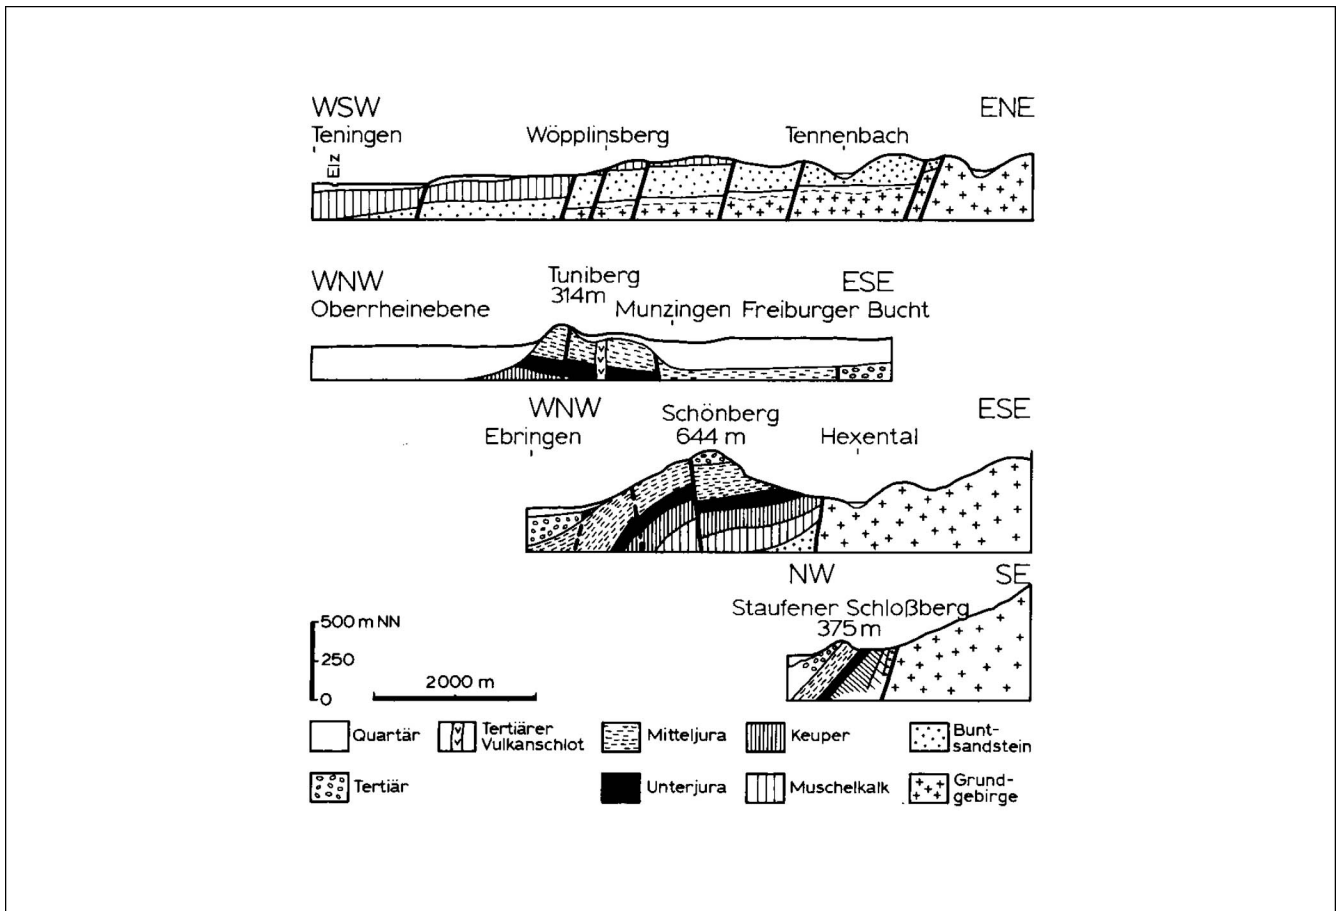 WSW ENE
Teningen Wöpplinsberg Tennenbach
Elz
WNW Tuniberg ESE
314m
Oberrheinebene Munzingen Freiburger Bucht
WNW Schönberg ESE
Ebringen 644 m Hexental
NW SE
Staufener Schloßberg
375m
500 m NN
250
0
2000 m
Quartär
Tertiärer
Vulkanschlot
Mitteljura
Keuper
Bunt-
sandstein
Tertiär
Unterjura
Muschelkalk
Grund-
gebirge